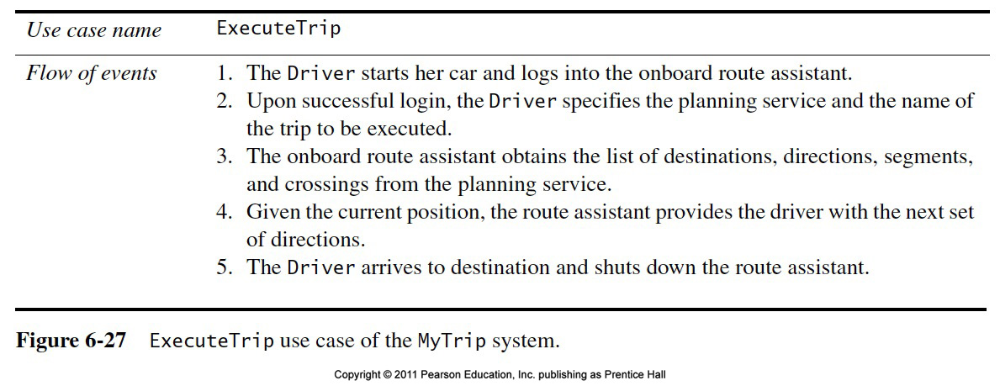 Use case name ExecuteTrip
Flow of events 1. The Driver starts her car and logs into the onboard route assistant.
2. Upon successful login, the Driver specifies the planning service and the name of
the trip to be executed.
3. The onboard route assistant obtains the list of destinations, directions, segments,
and crossings from the planning service.
4. Given the current position, the route assistant provides the driver with the next set
of directions.
5. The Driver arrives to destination and shuts down the route assistant.
Figure 6-27 ExecuteTrip use case of the MyTrip system.
Copyright © 2011 Pearson Education, Inc. publishing as Prentice Hall